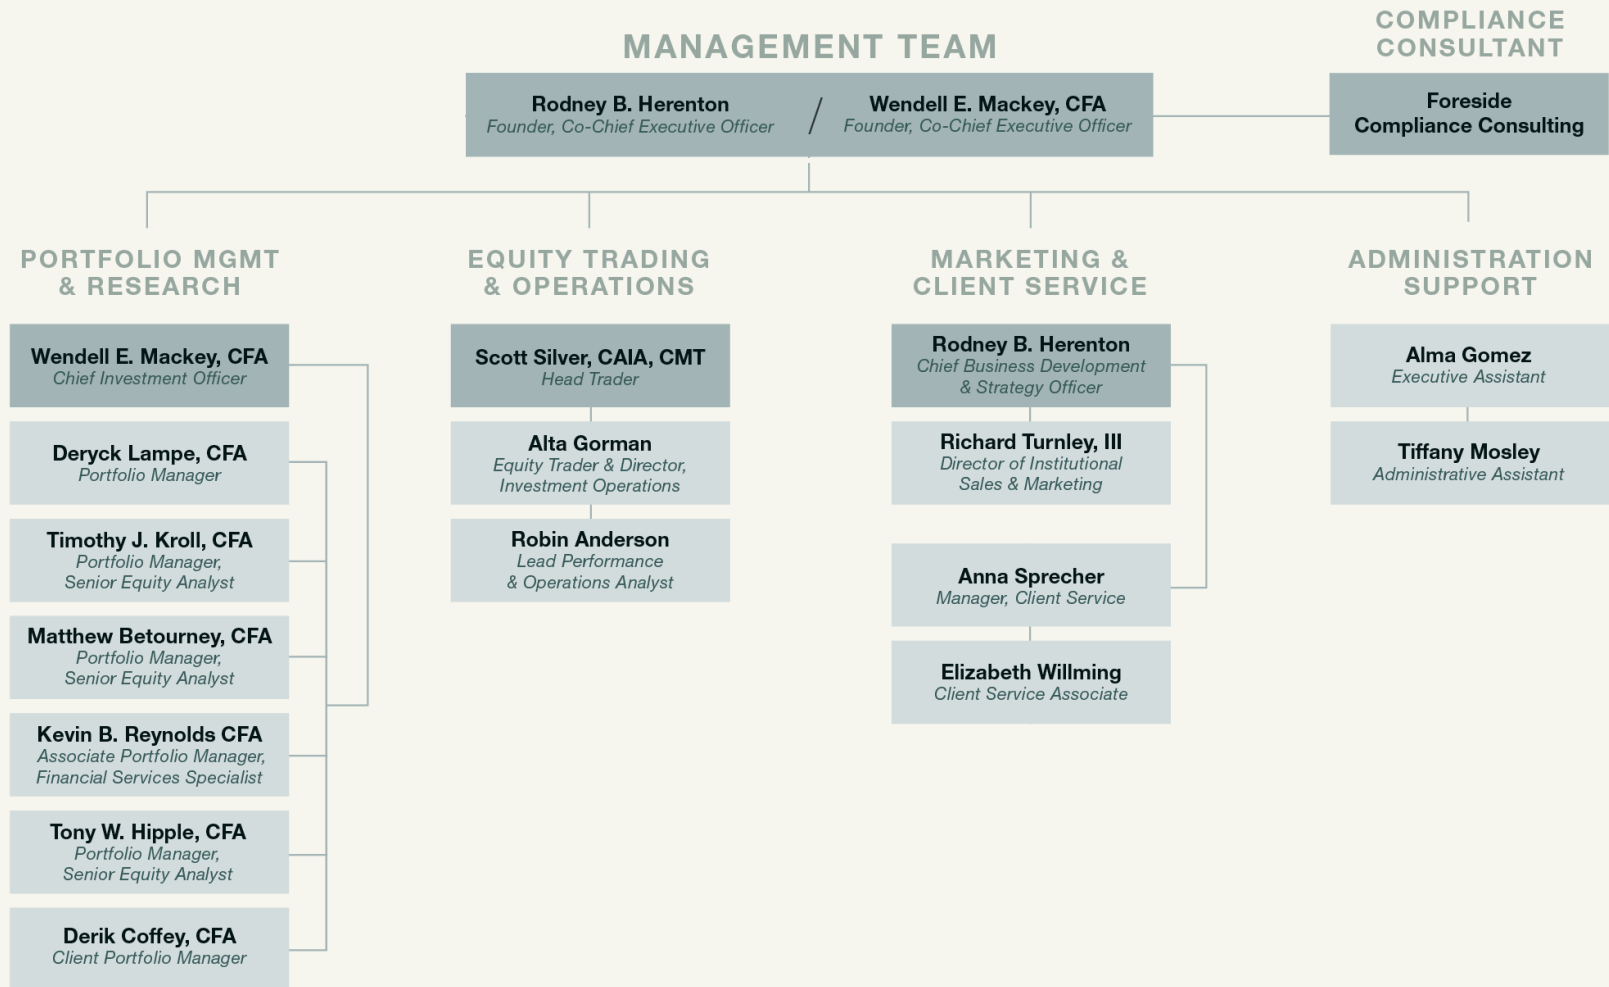 COMPLIANCE
CONSULTANT
MANAGEMENT TEAM
Rodney B. Herenton
Founder, Co-Chief Executive Officer
/
Wendell E. Mackey, CFA
Founder, Co-Chief Executive Officer
Foreside
Compliance Consulting
PORTFOLIO MGMT
& RESEARCH
Wendell E. Mackey, CFA
Chief Investment Officer
Deryck Lampe, CFA
Portfolio Manager
Timothy J. Kroll, CFA
Portfolio Manager,
Senior Equity Analyst
Matthew Betourney, CFA
Portfolio Manager,
Senior Equity Analyst
Kevin B. Reynolds CFA
Associate Portfolio Manager,
Financial Services Specialist
Tony W. Hipple, CFA
Portfolio Manager,
Senior Equity Analyst
Derik Coffey, CFA
Client Portfolio Manager
EQUITY TRADING
& OPERATIONS
Scott Silver, CAIA, CMT
Head Trader
Alta Gorman
Equity Trader & Director,
Investment Operations
Robin Anderson
Lead Performance
& Operations Analyst
MARKETING &
CLIENT SERVICE
Rodney B. Herenton
Chief Business Development
& Strategy Officer
Richard Turnley, III
Director of Institutional
Sales & Marketing
Anna Sprecher
Manager, Client Service
Elizabeth Willming
Client Service Associate
ADMINISTRATION
SUPPORT
Alma Gomez
Executive Assistant
Tiffany Mosley
Administrative Assistant